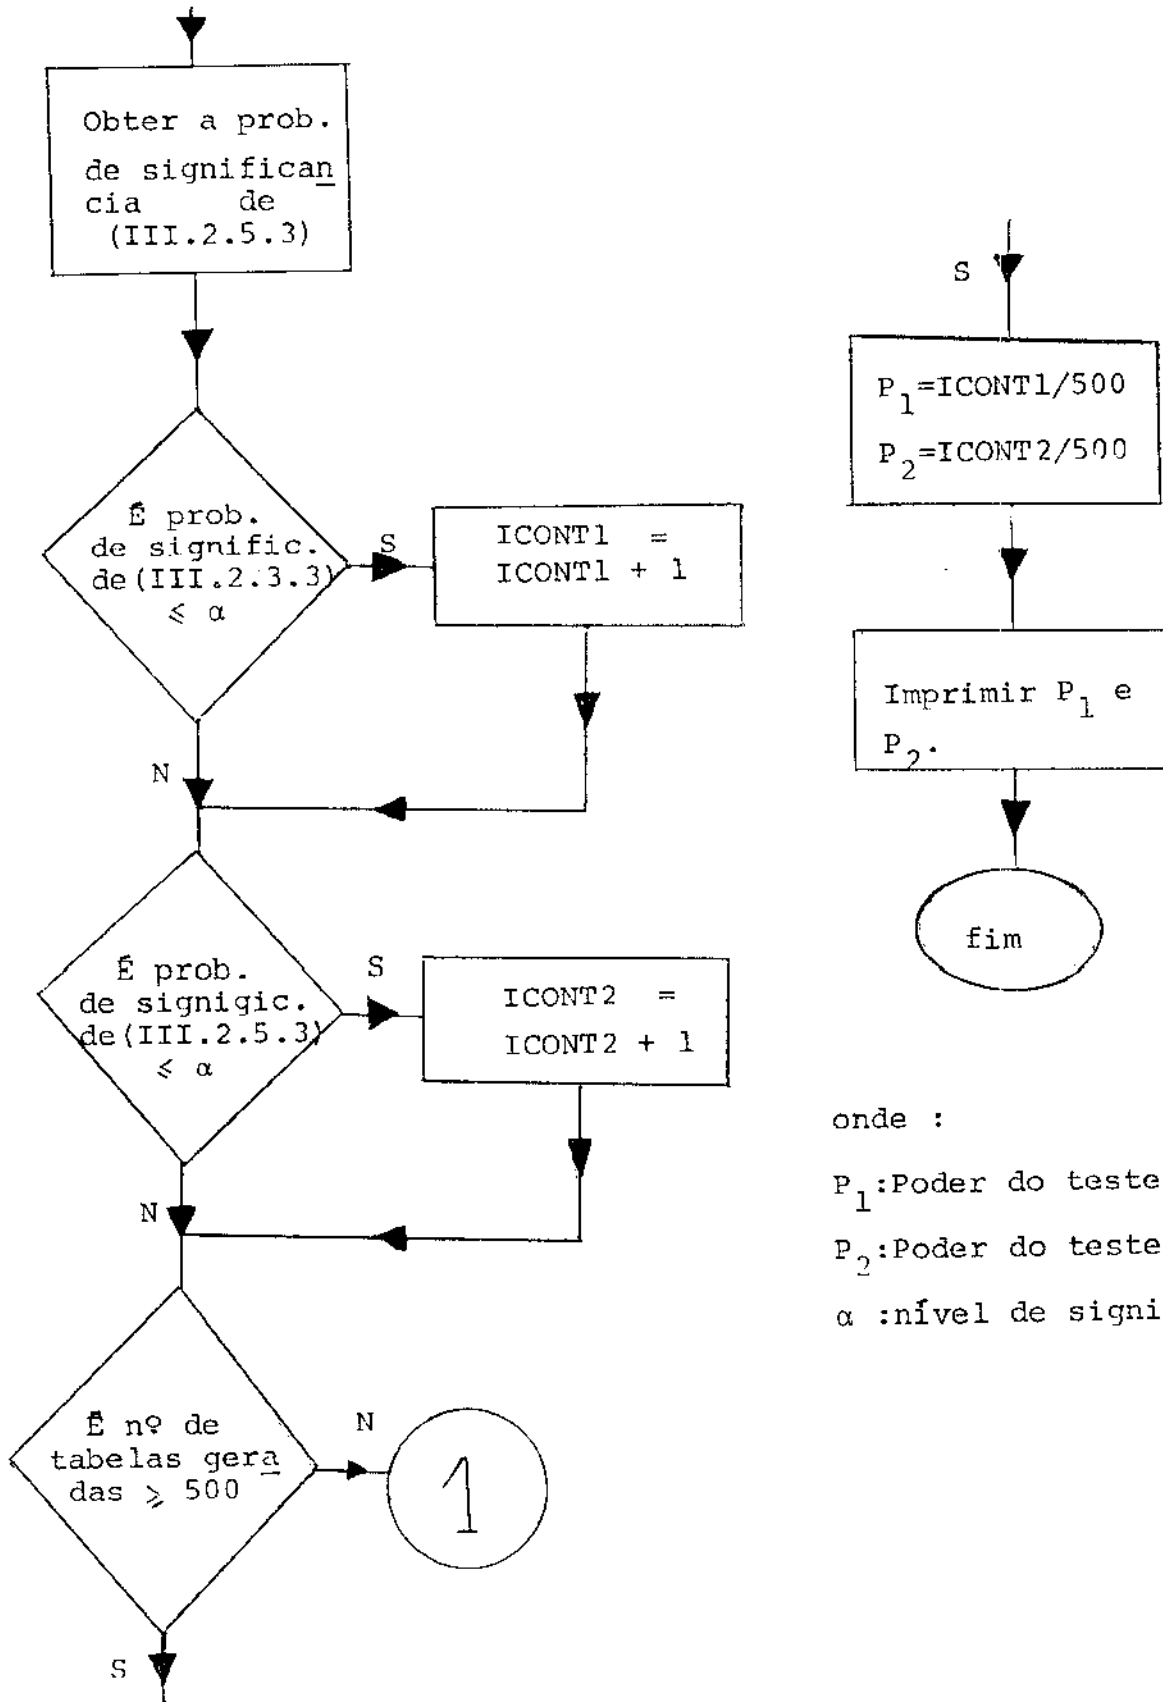 Obter a prob.
de significan
cia de
(III.2.5.3)
É prob.
de signific.
de(III.2.3.3)
≤ α
S
ICONT1 =
ICONT1 + 1
N
É prob.
de signigic.
de(III.2.5.3)
≤ α
S
ICONT2 =
ICONT2 + 1
N
É nº de
tabelas gera
das ≥ 500
N
1
S
S
P1=ICONT1/500
P2=ICONT2/500
Imprimir P1 e
P2.
fim
onde :
P1:Poder do teste
P2:Poder do teste
α :nível de signi